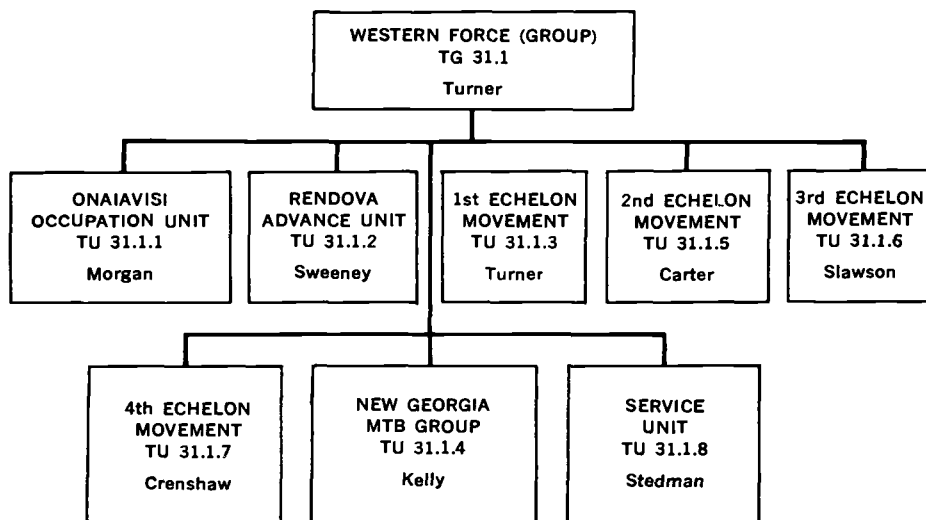 WESTERN FORCE (GROUP)
TG 31.1
Turner
ONAIAVISI
OCCUPATION UNIT
TU 31.1.1
Morgan
RENDOVA
ADVANCE UNIT
TU 31.1.2
Sweeney
1st ECHELON
MOVEMENT
TU 31.1.3
Turner
2nd ECHELON
MOVEMENT
TU 31.1.5
Carter
3rd ECHELON
MOVEMENT
TU 31.1.6
Slawson
4th ECHELON
MOVEMENT
TU 31.1.7
Crenshaw
NEW GEORGIA
MTB GROUP
TU 31.1.4
Kelly
SERVICE
UNIT
TU 31.1.8
Stedman